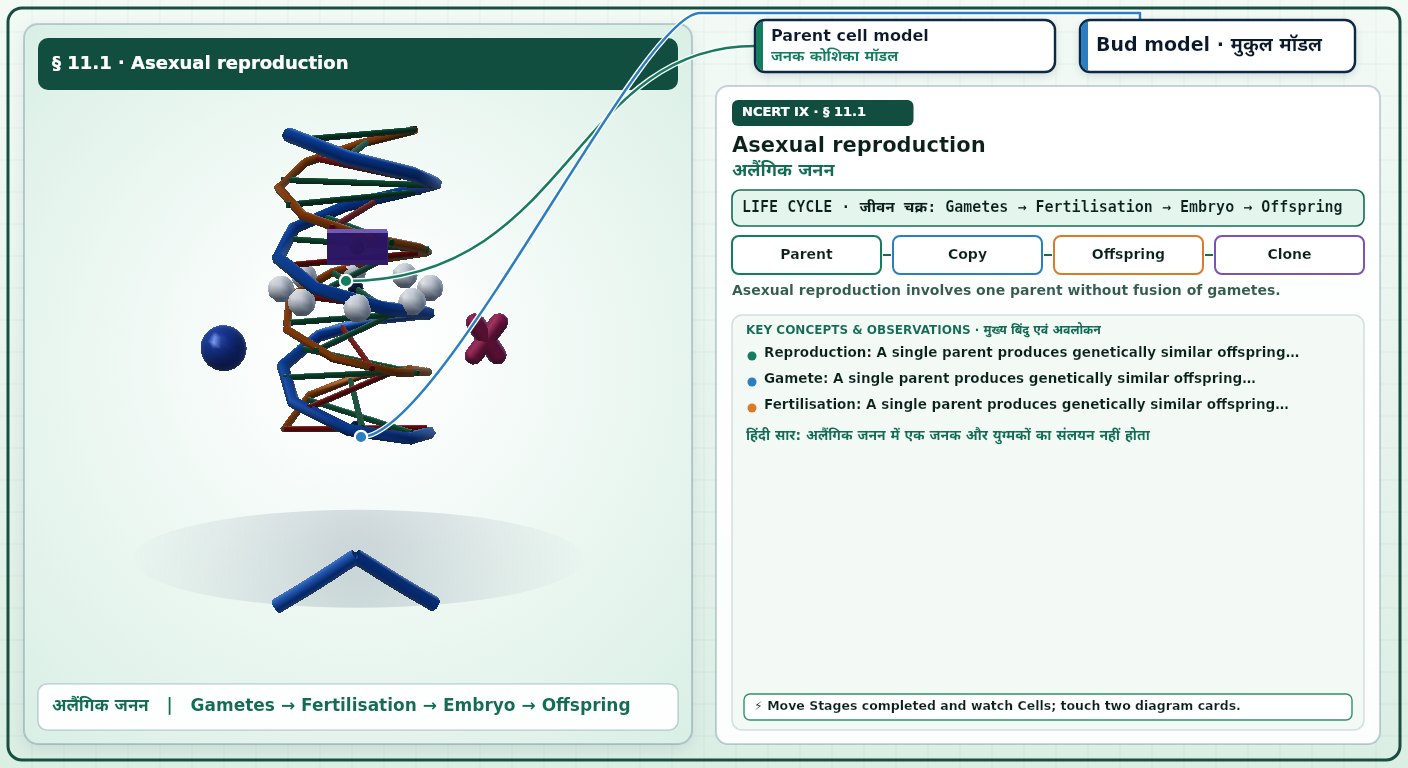 § 11.1 · Asexual reproduction
Parent cell model
जनक कोशिका मॉडल
Bud model · मुकुल मॉडल
NCERT IX · § 11.1
Asexual reproduction
अलैंगिक जनन
LIFE CYCLE · जीवन चक्र: Gametes → Fertilisation → Embryo → Offspring
Parent
Copy
Offspring
Clone
Asexual reproduction involves one parent without fusion of gametes.
KEY CONCEPTS & OBSERVATIONS · मुख्य बिंदु एवं अवलोकन
Reproduction: A single parent produces genetically similar offspring...
Gamete: A single parent produces genetically similar offspring...
Fertilisation: A single parent produces genetically similar offspring...
हिंदी सार: अलैंगिक जनन में एक जनक और युग्मकों का संलयन नहीं होता
⚡ Move Stages completed and watch Cells; touch two diagram cards.
अलैंगिक जनन | Gametes → Fertilisation → Embryo → Offspring